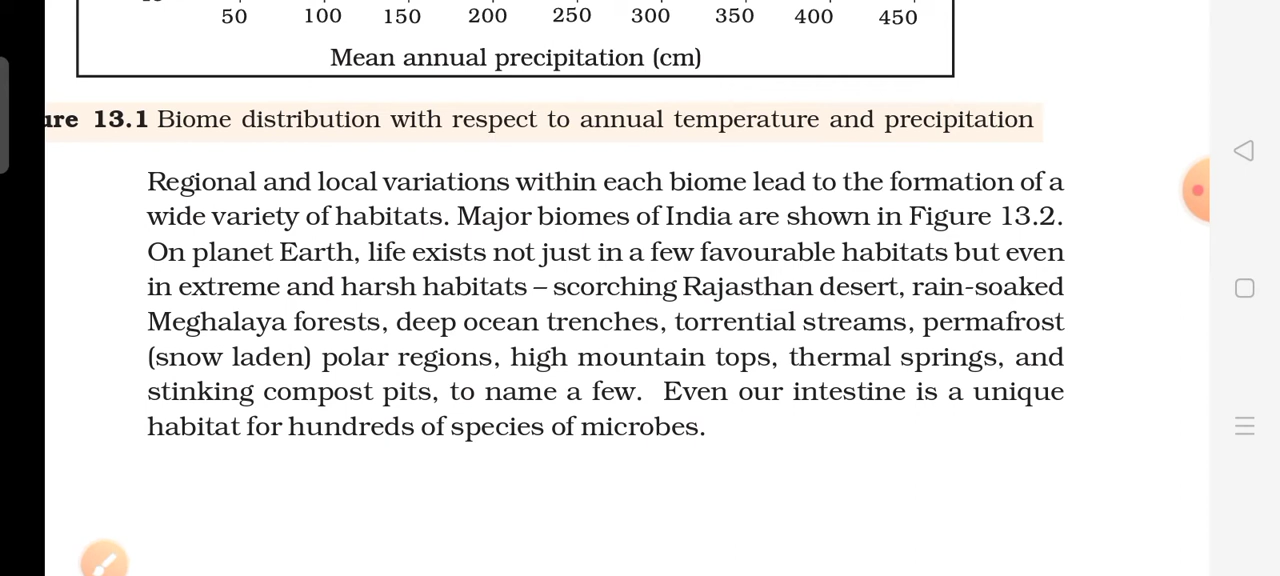 50 100 150 200 250 300 350 400 450
Mean annual precipitation (cm)
ure 13.1 Biome distribution with respect to annual temperature and precipitation
Regional and local variations within each biome lead to the formation of a
wide variety of habitats. Major biomes of India are shown in Figure 13.2.
On planet Earth, life exists not just in a few favourable habitats but even
in extreme and harsh habitats – scorching Rajasthan desert, rain-soaked
Meghalaya forests, deep ocean trenches, torrential streams, permafrost
(snow laden) polar regions, high mountain tops, thermal springs, and
stinking compost pits, to name a few. Even our intestine is a unique
habitat for hundreds of species of microbes.